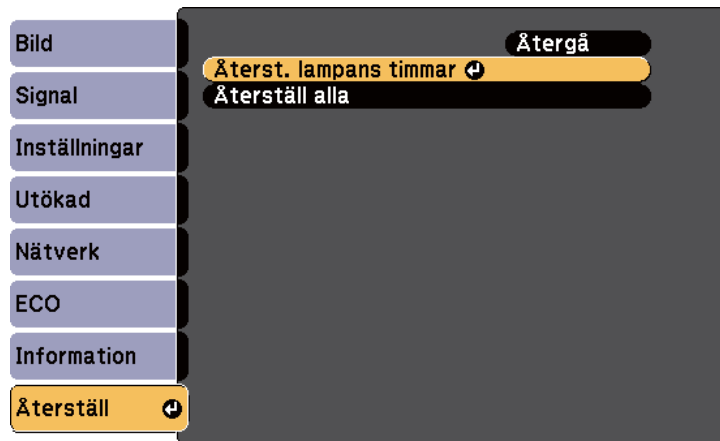 Bild
Signal
Inställningar
Utökad
Nätverk
ECO
Information
Återställ
Återgå
Återst. lampans timmar
Återställ alla